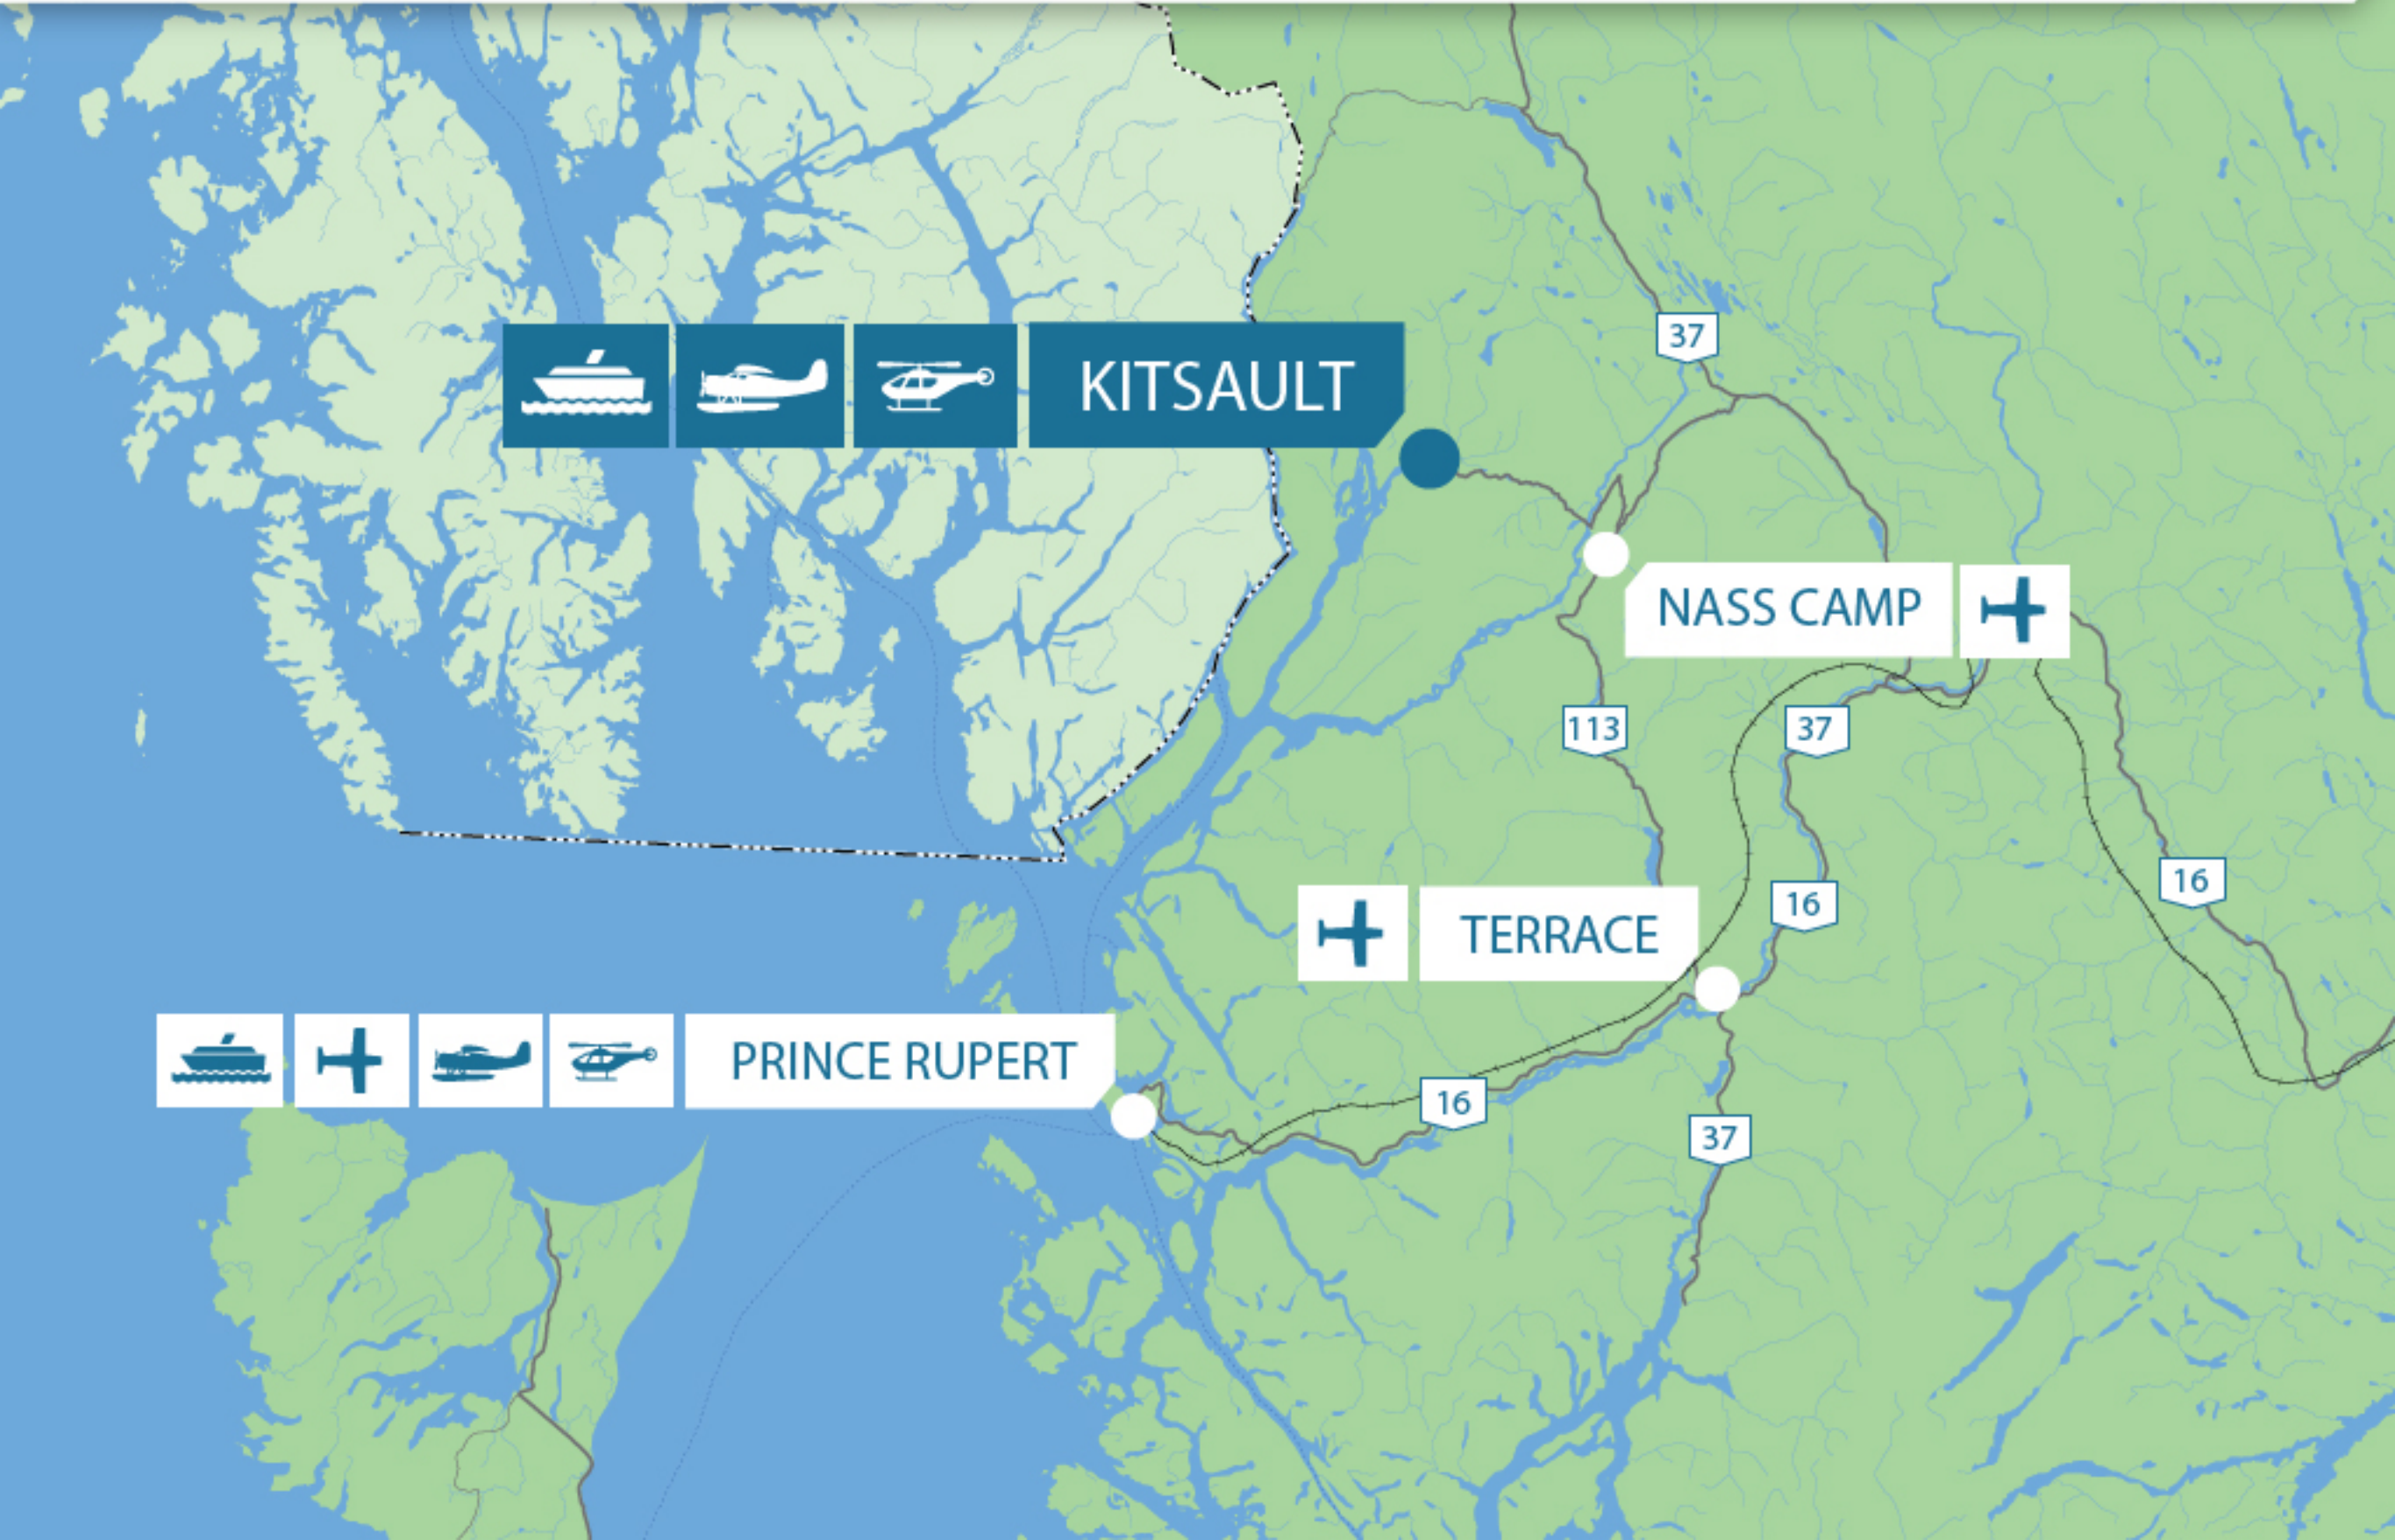 37
KITSAULT
NASS CAMP
113
37
16
16
TERRACE
PRINCE RUPERT
16
37